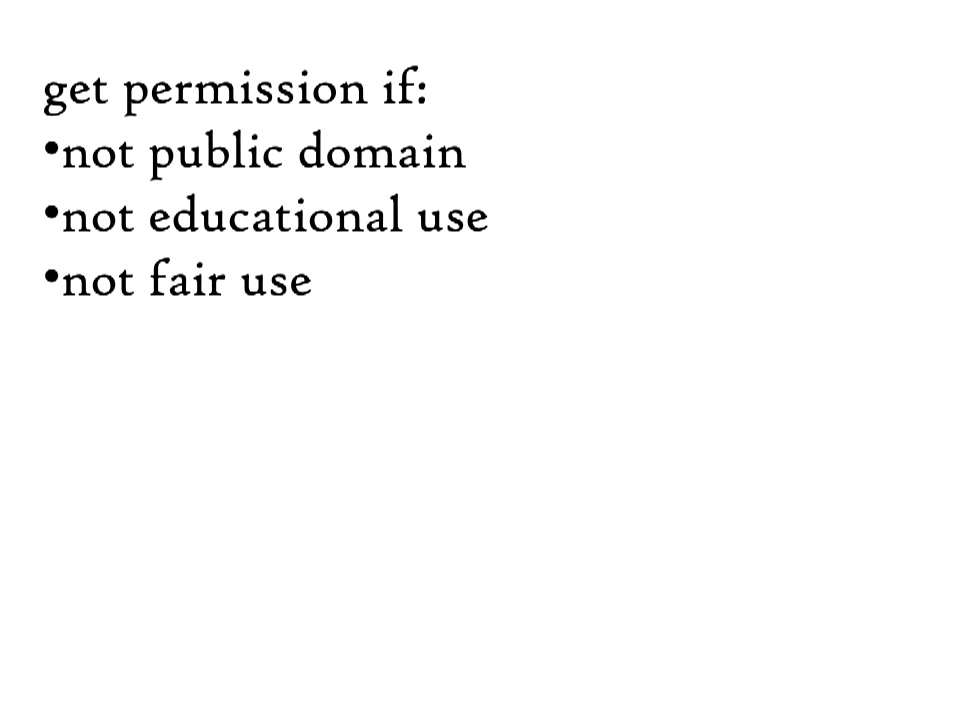 get permission if:
•not public domain
•not educational use
•not fair use